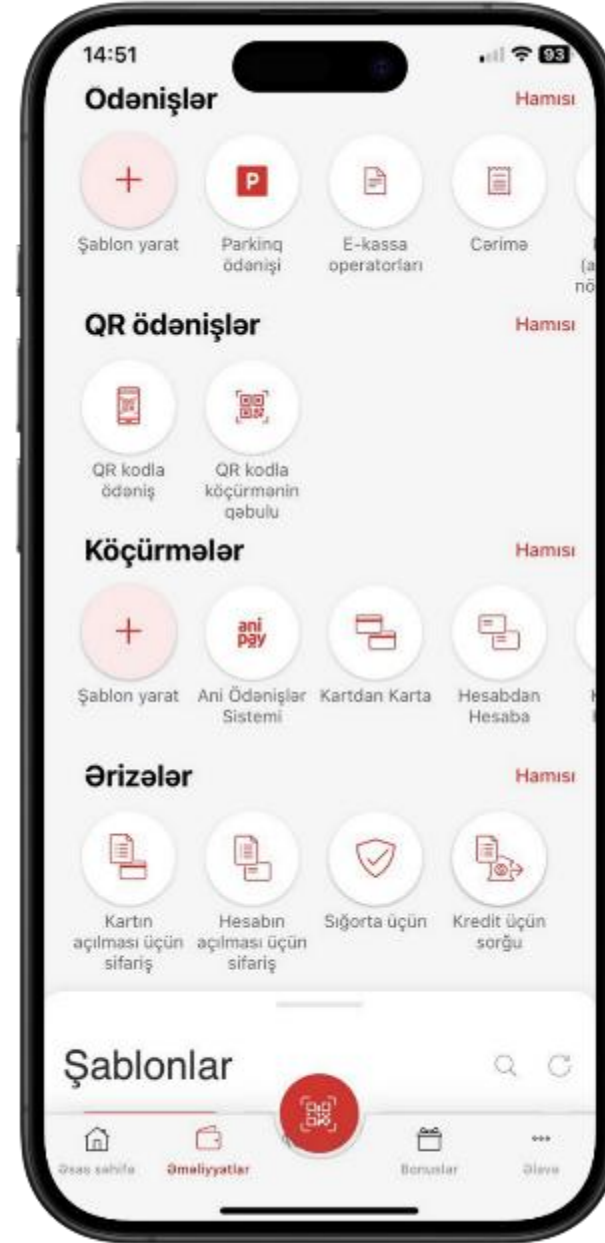 14:51
93
Odənişlər
Hamısı
P
Şablon yarat
Parkinq
ödənişi
E-kassa
operatorları
Cərimə
(a
nö
QR ödənişlər
Hamısı
QR kodla
ödəniş
QR kodla
köçürmənin
qəbulu
Köçürmələr
Hamısı
ani
pay
Şablon yarat
Ani Ödənişlər
Sistemi
Kartdan Karta
Hesabdan
Hesaba
Ərizələr
Hamısı
Kartın
açılması üçün
sifariş
Hesabın
açılması üçün
sifariş
Sığorta üçün
Kredit üçün
sorğu
Şablonlar
Əsas səhifə
Əməliyyatlar
Bonuslar
Əlavə